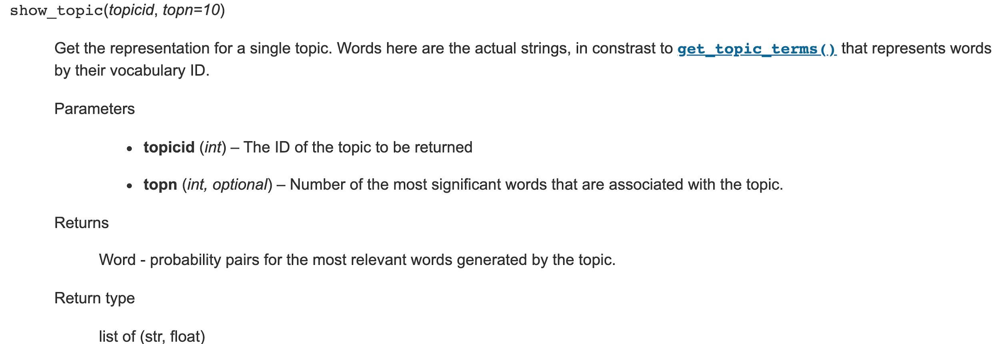 show_topic(topicid, topn=10)
Get the representation for a single topic. Words here are the actual strings, in constrast to get_topic_terms() that represents words
by their vocabulary ID.
Parameters
• topicid (int) – The ID of the topic to be returned
• topn (int, optional) – Number of the most significant words that are associated with the topic.
Returns
Word - probability pairs for the most relevant words generated by the topic.
Return type
list of (str, float)